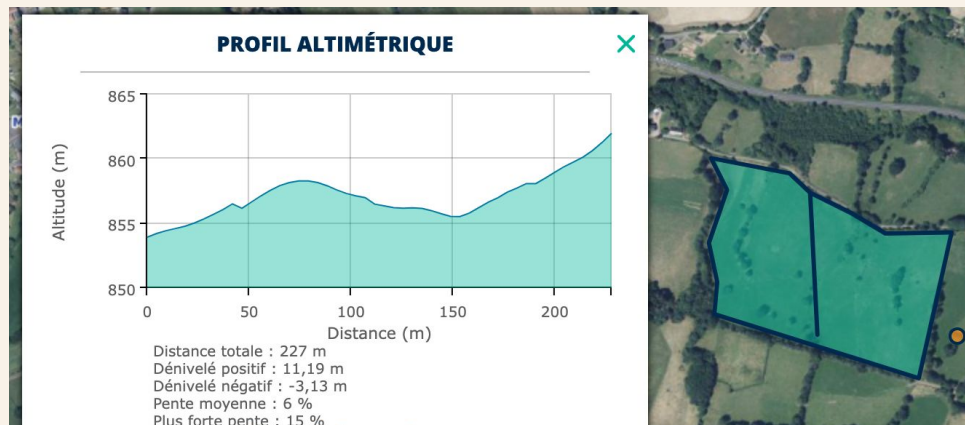 PROFIL ALTIMÉTRIQUE
865
860
855
850
Altitude (m)
0 50 100 150 200
Distance (m)
Distance totale : 227 m
Dénivelé positif : 11,19 m
Dénivelé négatif : -3,13 m
Pente moyenne : 6 %
Plus forte pente : 15 %